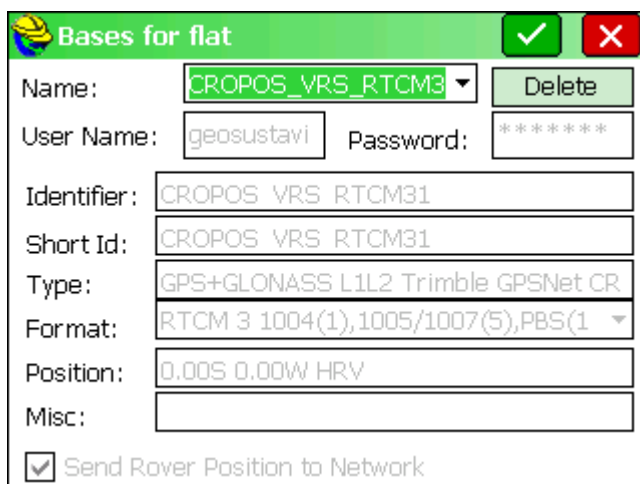 Bases for flat
Name: CROPOS_VRS_RTCM3 Delete
User Name: geosustavi Password: *******
Identifier: CROPOS VRS RTCM31
Short Id: CROPOS VRS RTCM31
Type: GPS+GLONASS L1L2 Trimble GPSNet CR
Format: RTCM 3 1004(1),1005/1007(5),PBS(1
Position: 0.00S 0.00W HRV
Misc:
Send Rover Position to Network